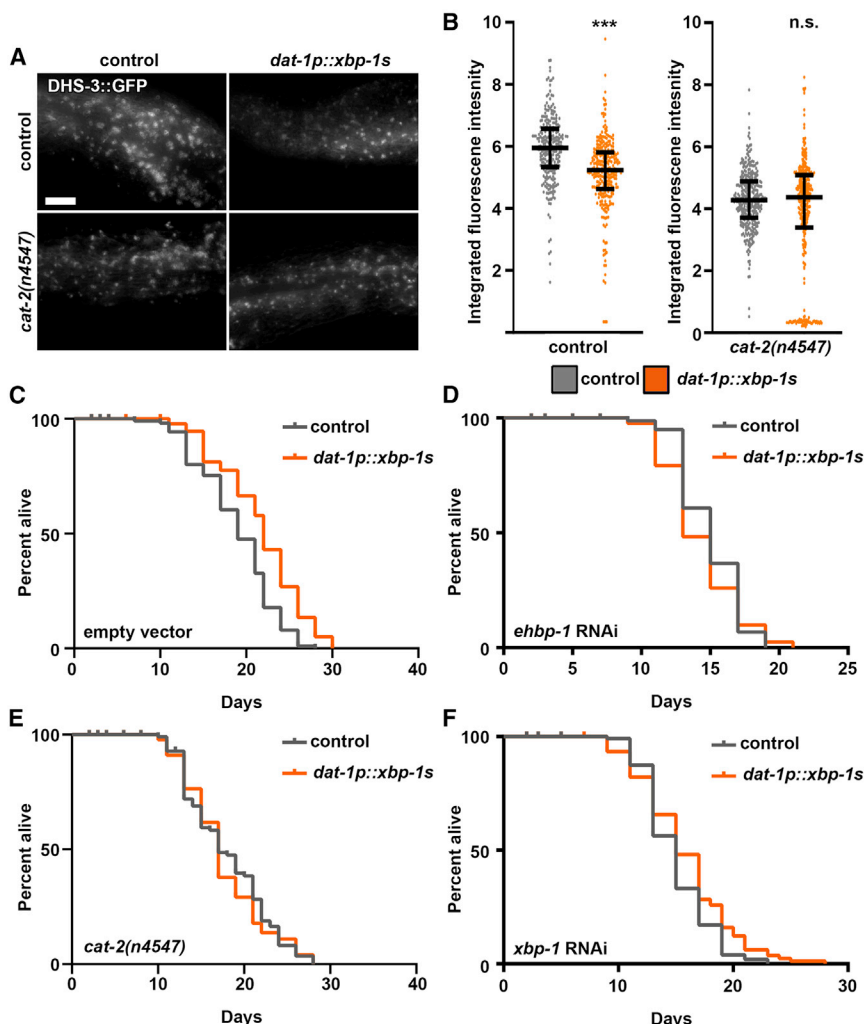 A
control
dat-1p::xbp-1s
DHS-3::GFP
control
cat-2(n4547)
B
Integrated fluorescene intesnity
10
8
6
4
2
***
control
Integrated fluorescene intensity
10
8
6
4
2
0
n.s.
cat-2(n4547)
control
dat-1p::xbp-1s
C
Percent alive
100
50
0
control
dat-1p::xbp-1s
empty vector
0 10 20 30 40
Days
D
Percent alive
100
50
0
control
dat-1p::xbp-1s
ehbp-1 RNAi
0 5 10 15 20 25
Days
E
Percent alive
100
50
0
control
dat-1p::xbp-1s
cat-2(n4547)
0 10 20 30 40
Days
F
Percent alive
100
50
0
control
dat-1p::xbp-1s
xbp-1 RNAi
0 10 20 30
Days